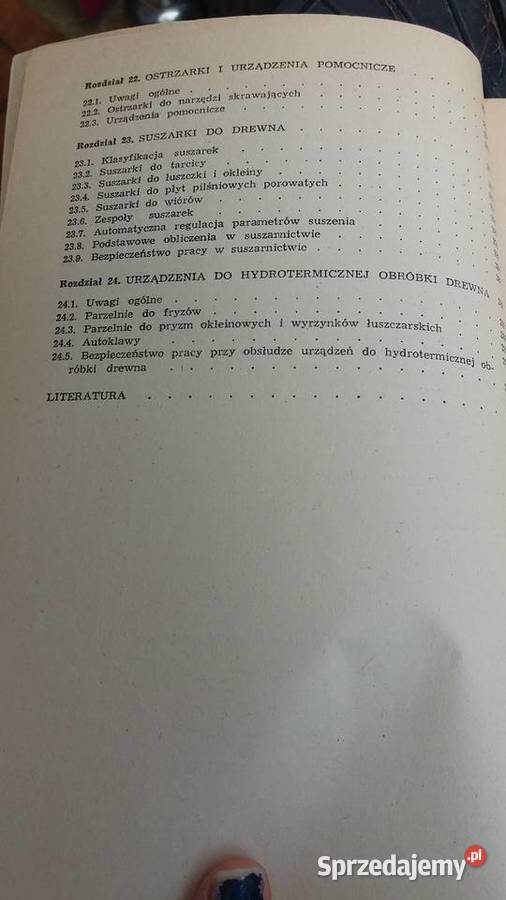 Rozdział 22. OSTRZARKI I URZĄDZENIA POMOCNICZE . . . .
22.1. Uwagi ogólne . . . . . . . . . .
22.2. Ostrzarki do narzędzi skrawających . . . . . .
22.3. Urządzenia pomocnicze . . . . . . . .
Rozdział 23. SUSZARKI DO DREWNA . . . . . . .
23.1. Klasyfikacja suszarek . . . . . . . .
23.2. Suszarki do tarcicy . . . . . . . .
23.3. Suszarki do łuszczki i okleiny . . . . . .
23.4. Suszarki do płyt pilśniowych porowatych . . . . .
23.5. Suszarki do wiórów . . . . . . . .
23.6. Zespoły suszarek . . . . . . . .
23.7. Automatyczna regulacja parametrów suszenia . . . .
23.8. Podstawowe obliczenia w suszarnictwie . . . . .
23.9. Bezpieczeństwo pracy w suszarnictwie . . . . .
Rozdział 24. URZĄDZENIA DO HYDROTERMICZNEJ OBRÓBKI DREWNA
24.1. Uwagi ogólne . . . . . . . . . .
24.2. Parzelnie do fryzów . . . . . . . .
24.3. Parzelnie do pryzm okleinowych i wyrzynków łuszczarskich . .
24.4. Autoklawy . . . . . . . . . .
24.5. Bezpieczeństwo pracy przy obsłudze urządzeń do hydrotermicznej ob-
róbki drewna . . . . . . . . . .
LITERATURA . . . . . . . . . . .
Sprzedajemy.pl